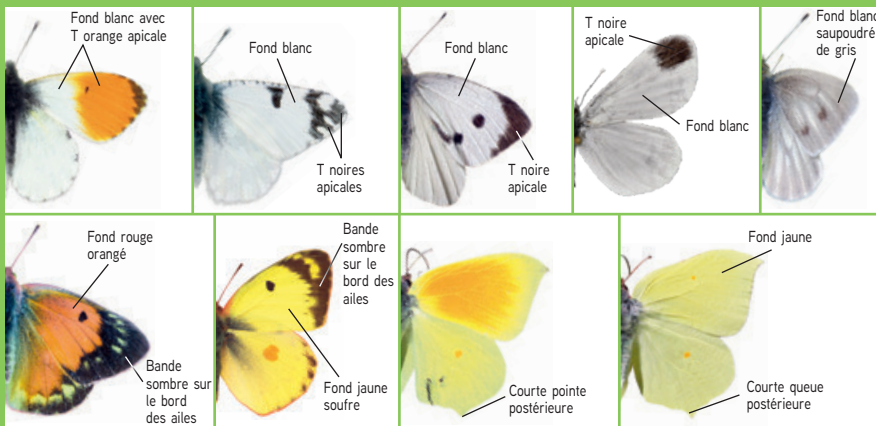 Fond blanc avec
T orange apicale
Fond blanc
T noires
apicales
Fond blanc
T noire
apicale
T noire
apicale
Fond blanc
Fond blanc
saupoudré
de gris
Fond rouge
orangé
Bande
sombre sur
le bord
des ailes
Bande
sombre
sur le
bord des
ailes
Fond jaune
soufre
Courte pointe
postérieure
Fond jaune
Courte queue
postérieure